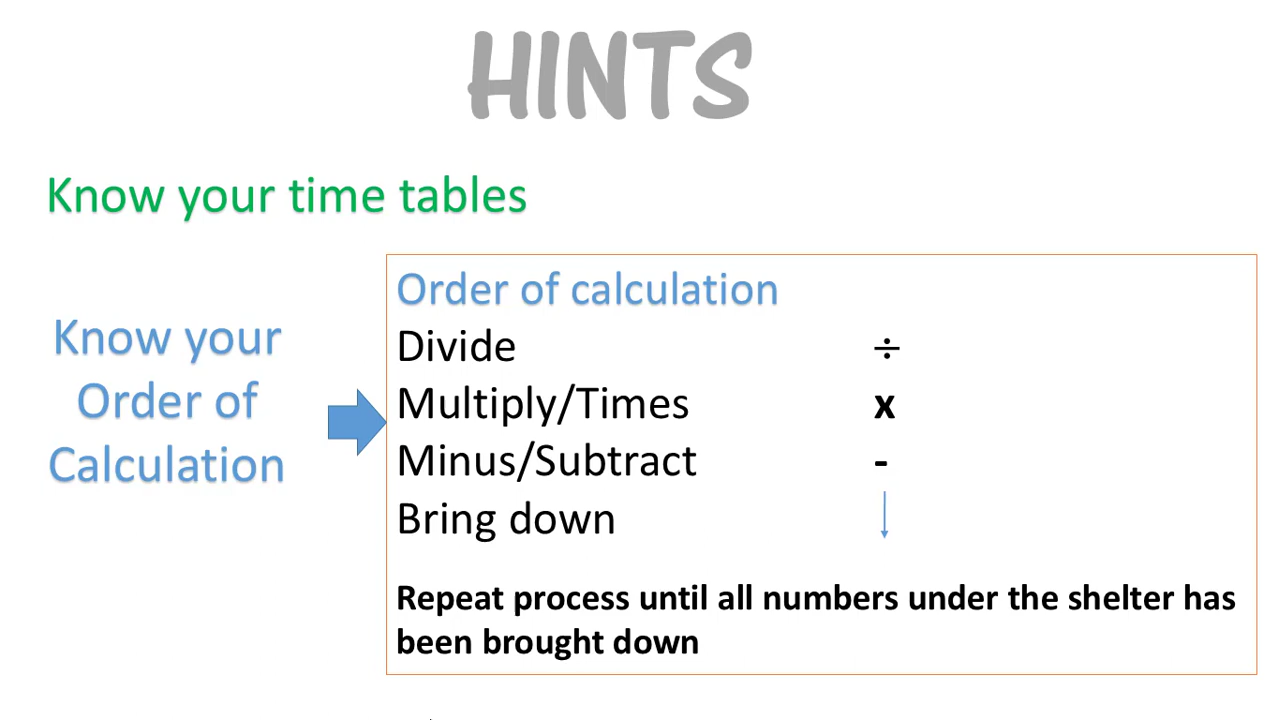 HINTS
Know your time tables
Know your
Order of
Calculation
Order of calculation
Divide ÷
Multiply/Times x
Minus/Subtract -
Bring down
Repeat process until all numbers under the shelter has
been brought down